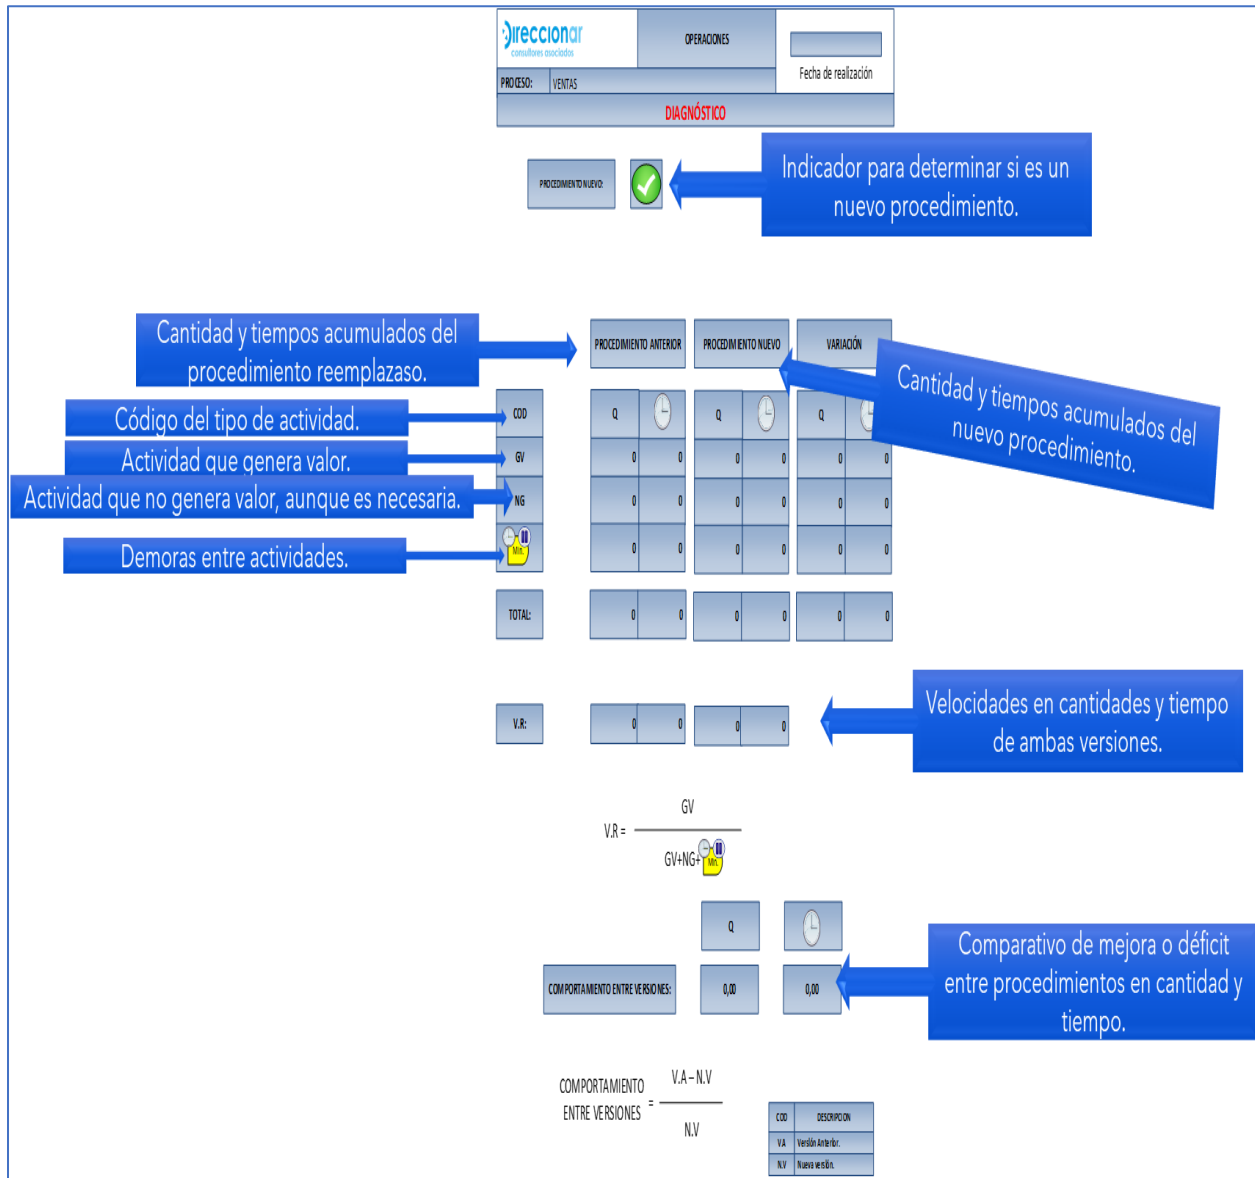 Direccionar
consultores asociados
OPERACIONES
Fecha de realización
PROCESO:
VENTAS
DIAGNÓSTICO
PROCEDIMIENTO NUEVO:
Indicador para determinar si es un
nuevo procedimiento.
Cantidad y tiempos acumulados del
procedimiento reemplazaso.
PROCEDIMIENTO ANTERIOR
PROCEDIMIENTO NUEVO
VARIACIÓN
Cantidad y tiempos acumulados del
nuevo procedimiento.
Código del tipo de actividad.
COD Q Q Q
Actividad que genera valor.
GV 0 0 0 0 0 0
Actividad que no genera valor, aunque es necesaria.
NG 0 0 0 0 0 0
Demoras entre actividades.
Min. 0 0 0 0 0 0
TOTAL: 0 0 0 0 0 0
V.R: 0 0 0 0
Velocidades en cantidades y tiempo
de ambas versiones.
GV
V.R =
GV+NG+ Min.
Q
COMPORTAMIENTO ENTRE VERSIONES: 0,00 0,00
Comparativo de mejora o déficit
entre procedimientos en cantidad y
tiempo.
COMPORTAMIENTO
ENTRE VERSIONES
=
V.A – N.V
N.V
COD DESCRIPCION
V.A Versión Anterior.
N.V Nueva versión.